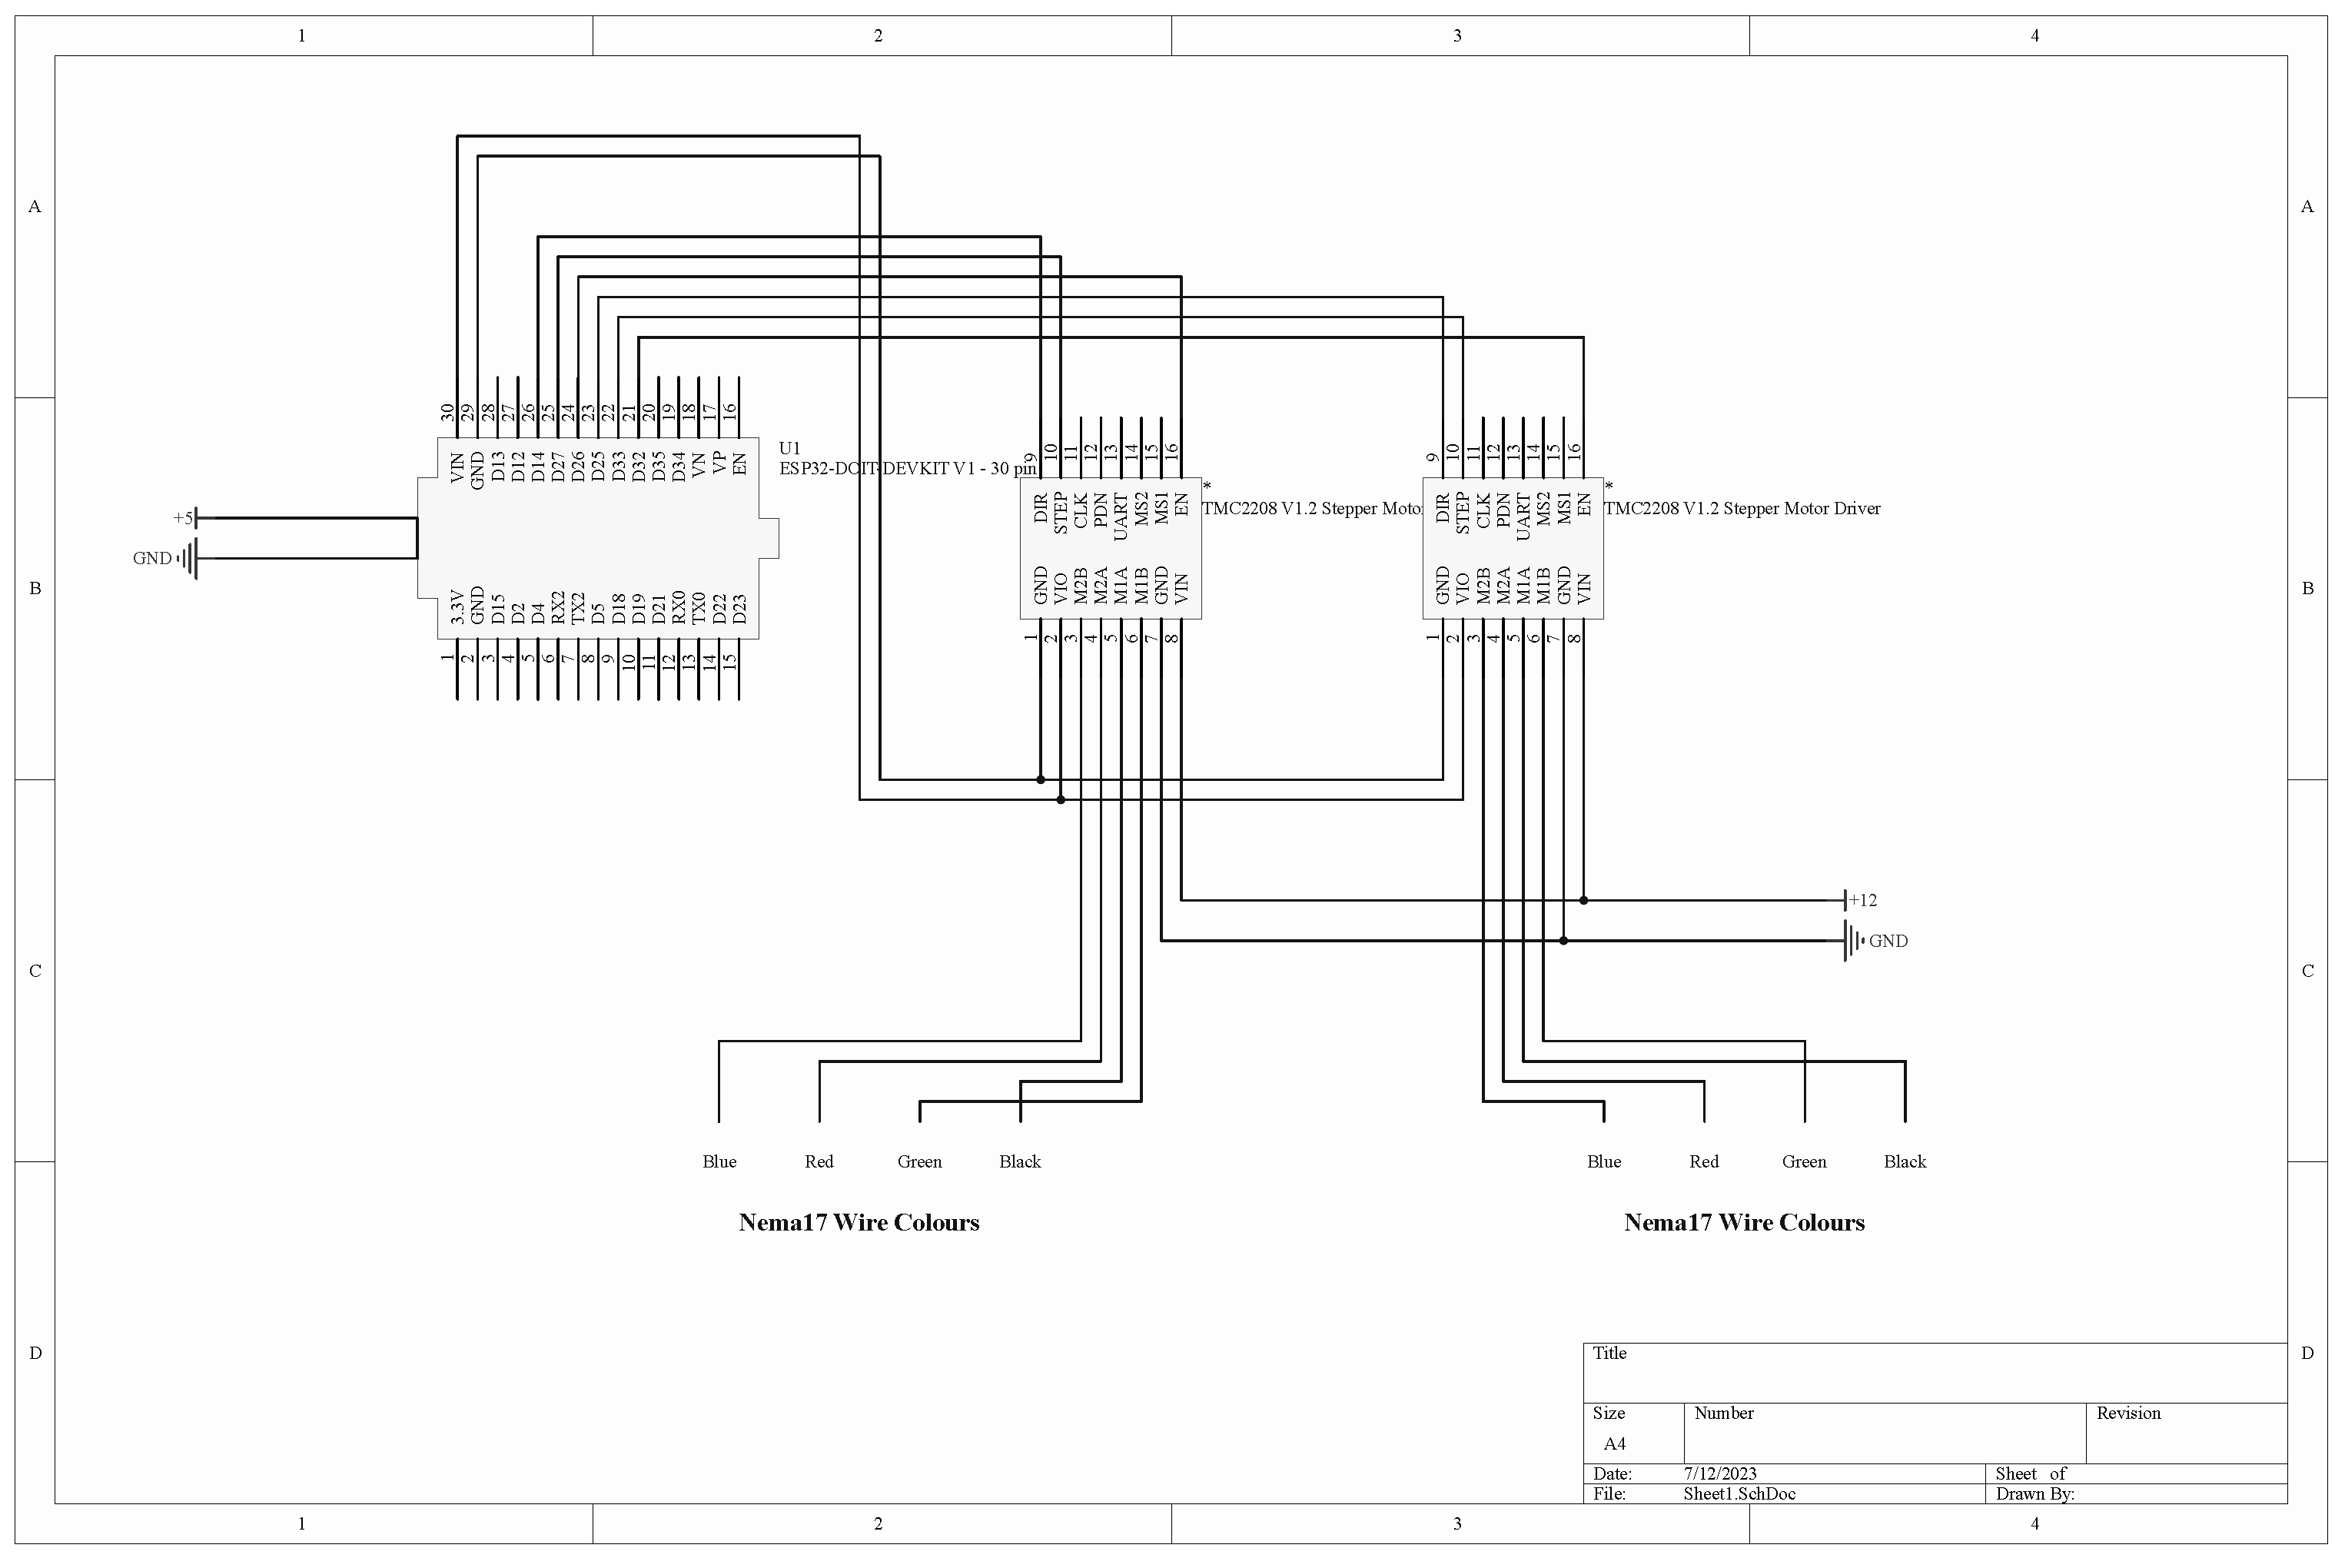 1 2 3 4
A A
30 29 28 27 26 25 24 23 22 21 20 19 18 17 16
VIN GND D13 D12 D14 D27 D26 D25 D33 D32 D35 D34 VN VP EN
U1
ESP32-DOIT-DEVKIT V1 - 30 pin
9 10 11 12 13 14 15 16
DIR STEP CLK PDN UART MS2 MS1 EN
*
TMC2208 V1.2 Stepper Motor
9 10 11 12 13 14 15 16
DIR STEP CLK PDN UART MS2 MS1 EN
*
TMC2208 V1.2 Stepper Motor Driver
+5
GND
B B
3.3V GND D15 D2 D4 RX2 TX2 D5 D18 D19 D21 RX0 TX0 D22 D23
1 2 3 4 5 6 7 8 9 10 11 12 13 14 15
GND VIO M2B M2A M1A M1B GND VIN
1 2 3 4 5 6 7 8
GND VIO M2B M2A M1A M1B GND VIN
1 2 3 4 5 6 7 8
+12
GND
C C
Blue Red Green Black
Nema17 Wire Colours
Blue Red Green Black
Nema17 Wire Colours
D D
Title
Size Number Revision
A4
Date: 7/12/2023 Sheet of
File: Sheet1.SchDoc Drawn By:
1 2 3 4